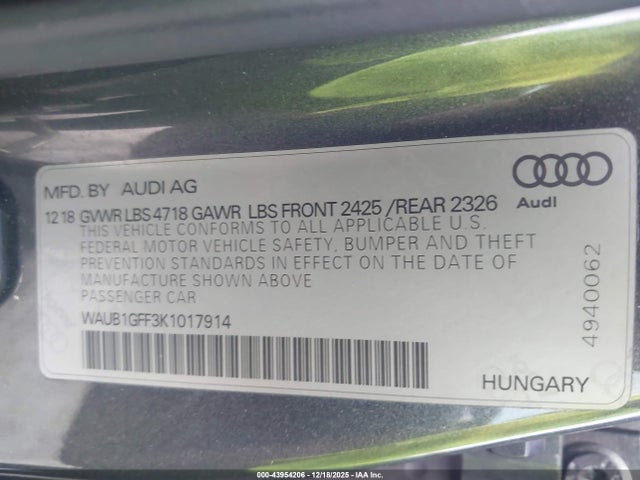 MFD. BY AUDI AG
12 18 GVWR LBS 4718 GAWR LBS FRONT 2425 / REAR 2326
THIS VEHICLE CONFORMS TO ALL APPLICABLE U.S.
FEDERAL MOTOR VEHICLE SAFETY, BUMPER AND THEFT
PREVENTION STANDARDS IN EFFECT ON THE DATE OF
MANUFACTURE SHOWN ABOVE
PASSENGER CAR
WAUB1GFF3K1017914
Audi
4940062
HUNGARY
000-43954206 - 12/18/2025 - IAA Inc.